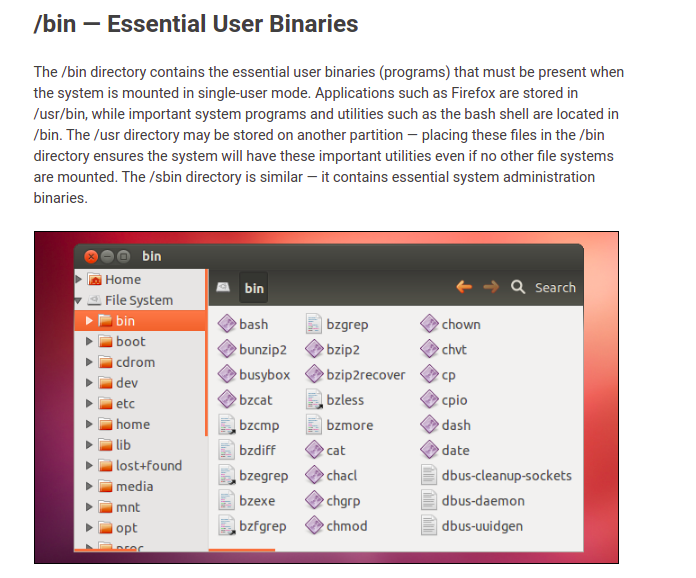 /bin — Essential User Binaries
The /bin directory contains the essential user binaries (programs) that must be present when
the system is mounted in single-user mode. Applications such as Firefox are stored in
/usr/bin, while important system programs and utilities such as the bash shell are located in
/bin. The /usr directory may be stored on another partition — placing these files in the /bin
directory ensures the system will have these important utilities even if no other file systems
are mounted. The /sbin directory is similar — it contains essential system administration
binaries.
bin
Home
File System
bin
boot
cdrom
dev
etc
home
lib
lost+found
media
mnt
opt
proc
bin
Search
bash
bunzip2
busybox
bzcat
bzcmp
bzdiff
bzegrep
bzexe
bzfgrep
bzgrep
bzip2
bzip2recover
bzless
bzmore
cat
chacl
chgrp
chmod
chown
chvt
cp
cpio
dash
date
dbus-cleanup-sockets
dbus-daemon
dbus-uuidgen